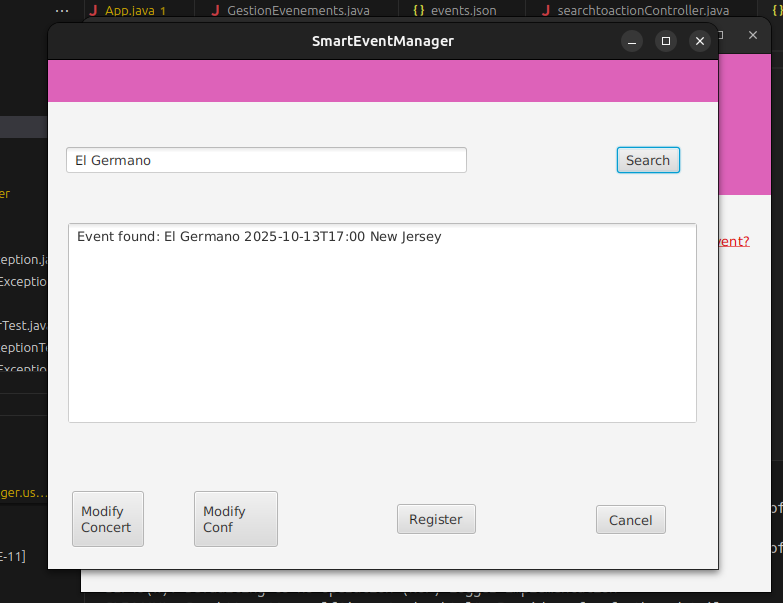 App.java 1
GestionEvenements.java
{} events.json
searchtoactionController.java
SmartEventManager
El Germano
Search
Event found: El Germano 2025-10-13T17:00 New Jersey
vent?
er
ception.ja
Exceptio
rTest.jav
ceptionTe
Exceptio
ger.us...
E-11]
Modify
Concert
Modify
Conf
Register
Cancel
of
of